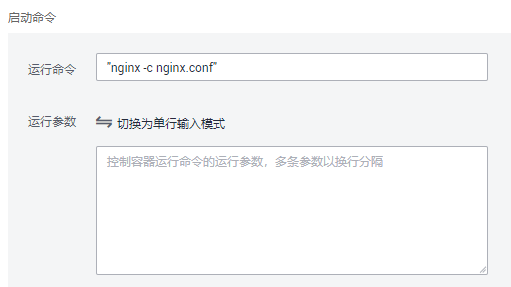 启动命令
运行命令
"nginx -c nginx.conf"
运行参数
切换为单行输入模式
控制容器运行命令的运行参数，多条参数以换行分隔